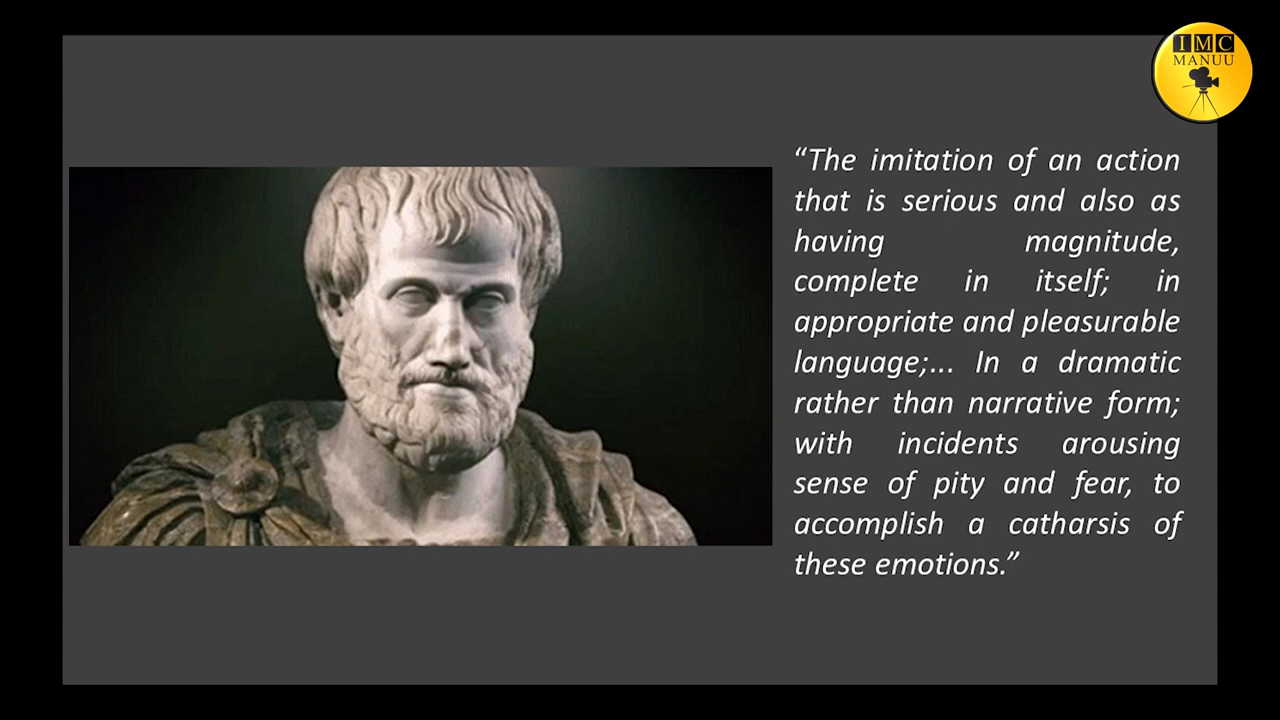 IMC
MANUU
“The imitation of an action
that is serious and also as
having magnitude,
complete in itself; in
appropriate and pleasurable
language;... In a dramatic
rather than narrative form;
with incidents arousing
sense of pity and fear, to
accomplish a catharsis of
these emotions.”